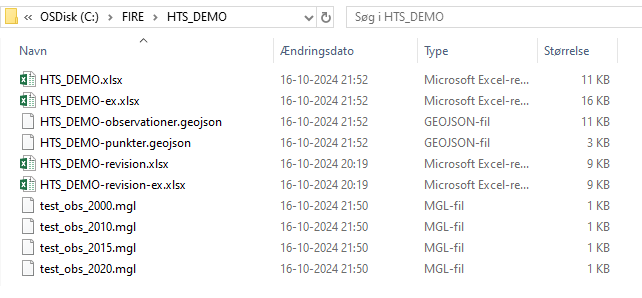 OSDisk (C:) > FIRE > HTS_DEMO
Søg i HTS_DEMO
Navn Ændringsdato Type Størrelse
HTS_DEMO.xlsx 16-10-2024 21:52 Microsoft Excel-re... 11 KB
HTS_DEMO-ex.xlsx 16-10-2024 21:52 Microsoft Excel-re... 16 KB
HTS_DEMO-observationer.geojson 16-10-2024 21:52 GEOJSON-fil 11 KB
HTS_DEMO-punkter.geojson 16-10-2024 21:52 GEOJSON-fil 3 KB
HTS_DEMO-revision.xlsx 16-10-2024 20:19 Microsoft Excel-re... 9 KB
HTS_DEMO-revision-ex.xlsx 16-10-2024 20:19 Microsoft Excel-re... 9 KB
test_obs_2000.mgl 16-10-2024 21:50 MGL-fil 1 KB
test_obs_2010.mgl 16-10-2024 21:50 MGL-fil 1 KB
test_obs_2015.mgl 16-10-2024 21:50 MGL-fil 1 KB
test_obs_2020.mgl 16-10-2024 21:50 MGL-fil 1 KB